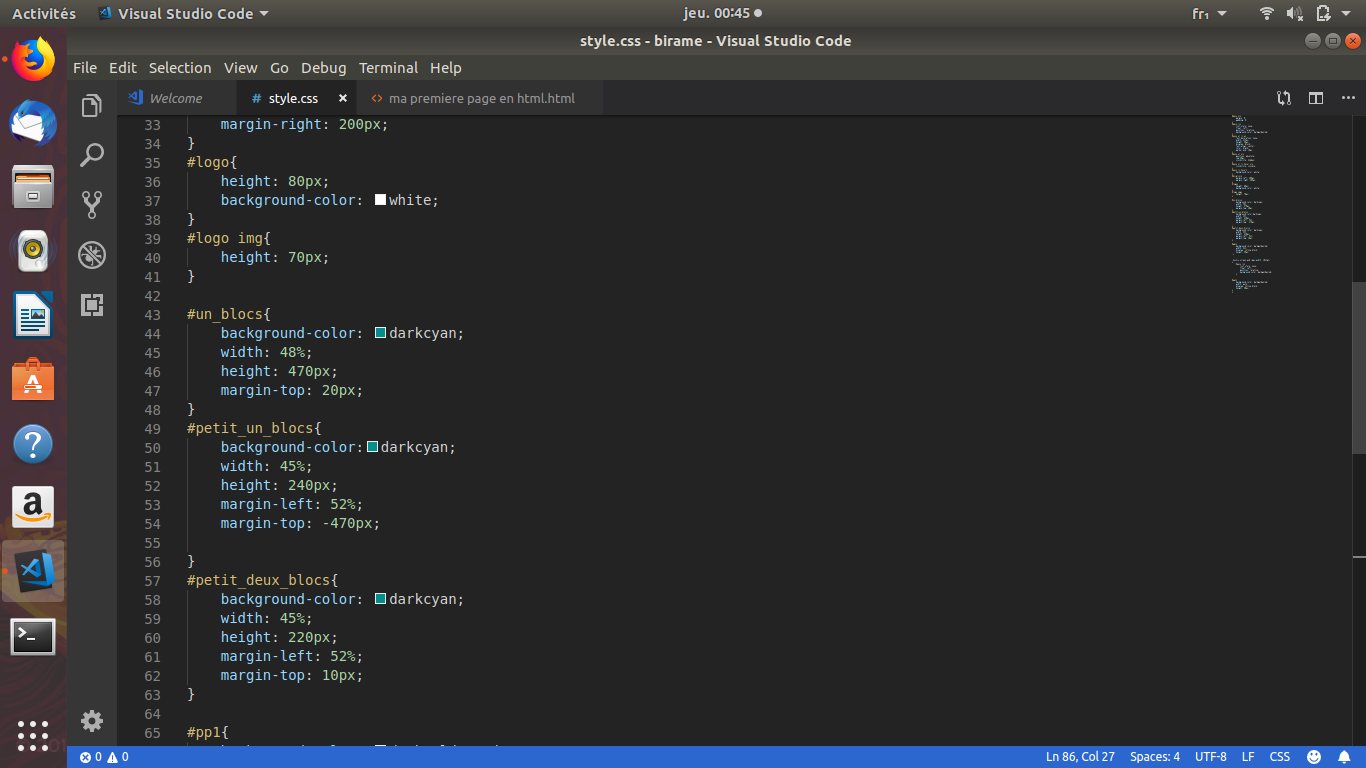 Activités Visual Studio Code jeu. 00:45 fr₁
style.css - birame - Visual Studio Code
File Edit Selection View Go Debug Terminal Help
Welcome # style.css × <> ma premiere page en html.html ···
33 margin-right: 200px;
34 }
35 #logo{
36 height: 80px;
37 background-color: white;
38 }
39 #logo img{
40 height: 70px;
41 }
42
43 #un_blocs{
44 background-color: darkcyan;
45 width: 48%;
46 height: 470px;
47 margin-top: 20px;
48 }
49 #petit_un_blocs{
50 background-color:darkcyan;
51 width: 45%;
52 height: 240px;
53 margin-left: 52%;
54 margin-top: -470px;
55
56 }
57 #petit_deux_blocs{
58 background-color: darkcyan;
59 width: 45%;
60 height: 220px;
61 margin-left: 52%;
62 margin-top: 10px;
63 }
64
65 #pp1{
0 0 Ln 86, Col 27 Spaces: 4 UTF-8 LF CSS